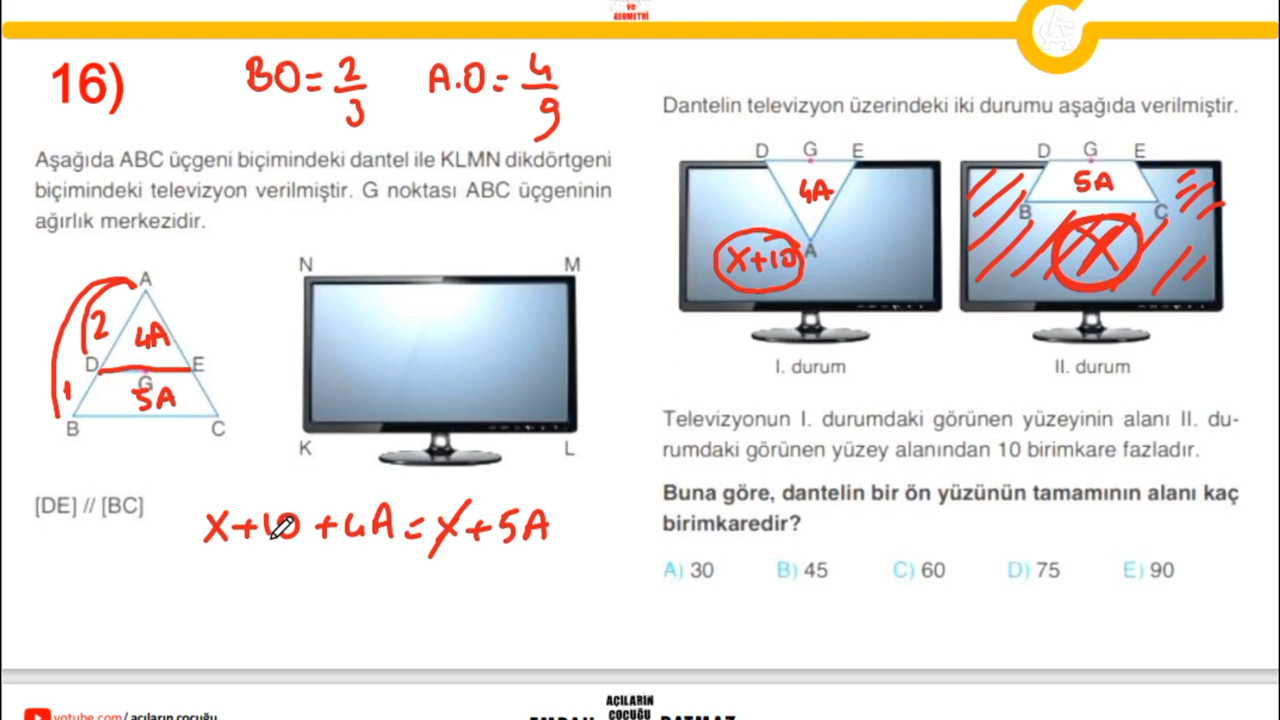 VE
GEOMETRİ
16)
BO = 2/3
A.O = 4/9
Aşağıda ABC üçgeni biçimindeki dantel ile KLMN dikdörtgeni
biçimindeki televizyon verilmiştir. G noktası ABC üçgeninin
ağırlık merkezidir.
A
2
4A
D
E
G
1
5A
B
C
N
M
K
L
[DE] // [BC]
X+10+4A=X+5A
Dantelin televizyon üzerindeki iki durumu aşağıda verilmiştir.
D G E
4A
X+10
A
I. durum
D G E
5A
B
C
X
II. durum
Televizyonun I. durumdaki görünen yüzeyinin alanı II. du-
rumdaki görünen yüzey alanından 10 birimkare fazladır.
Buna göre, dantelin bir ön yüzünün tamamının alanı kaç
birimkaredir?
A) 30 B) 45 C) 60 D) 75 E) 90
AÇILARIN
ÇOCUĞU